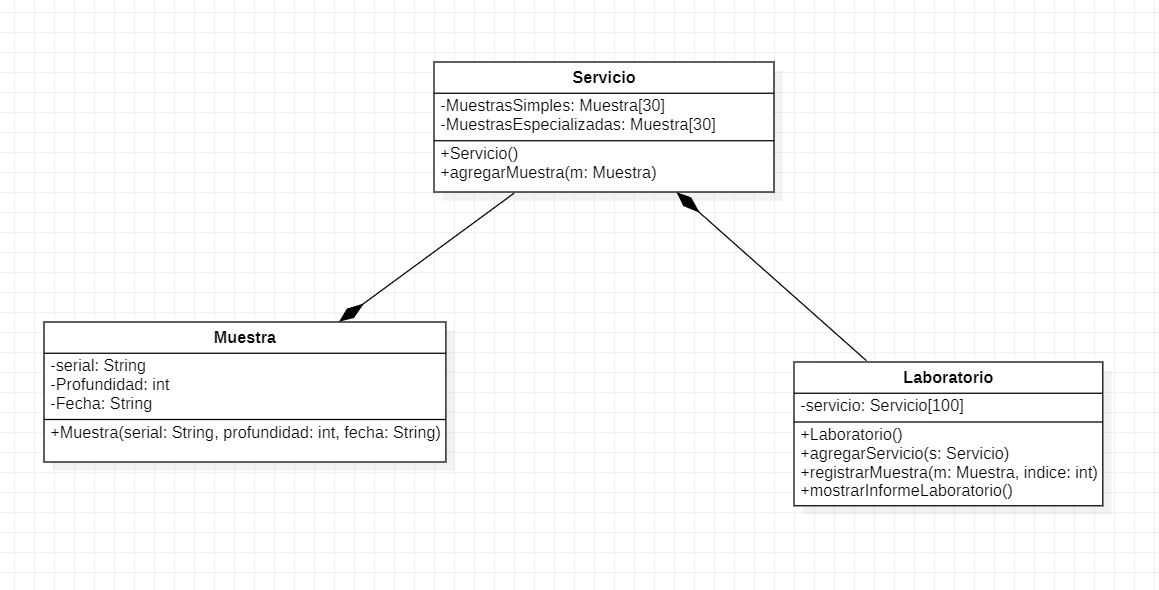 Servicio
-MuestrasSimples: Muestra[30]
-MuestrasEspecializadas: Muestra[30]
+Servicio()
+agregarMuestra(m: Muestra)
Muestra
-serial: String
-Profundidad: int
-Fecha: String
+Muestra(serial: String, profundidad: int, fecha: String)
Laboratorio
-servicio: Servicio[100]
+Laboratorio()
+agregarServicio(s: Servicio)
+registrarMuestra(m: Muestra, indice: int)
+mostrarInformeLaboratorio()